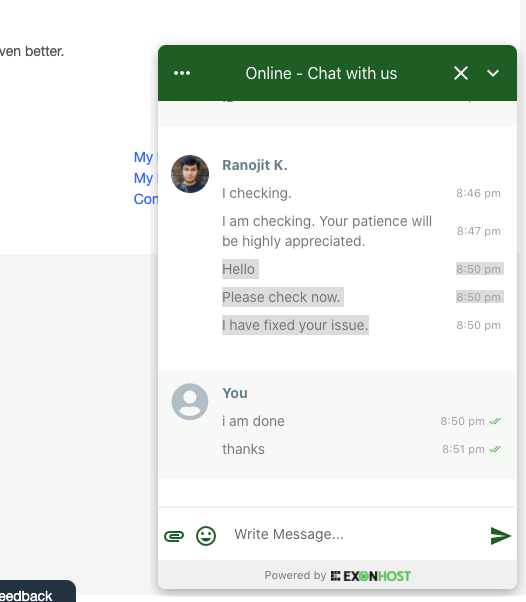 ven better.
Online - Chat with us
My
My
Con
Ranojit K.
I checking.
8:46 pm
I am checking. Your patience will
be highly appreciated.
8:47 pm
Hello
8:50 pm
Please check now.
8:50 pm
I have fixed your issue.
8:50 pm
You
i am done
8:50 pm
thanks
8:51 pm
Write Message...
Powered by EXONHOST
eedback